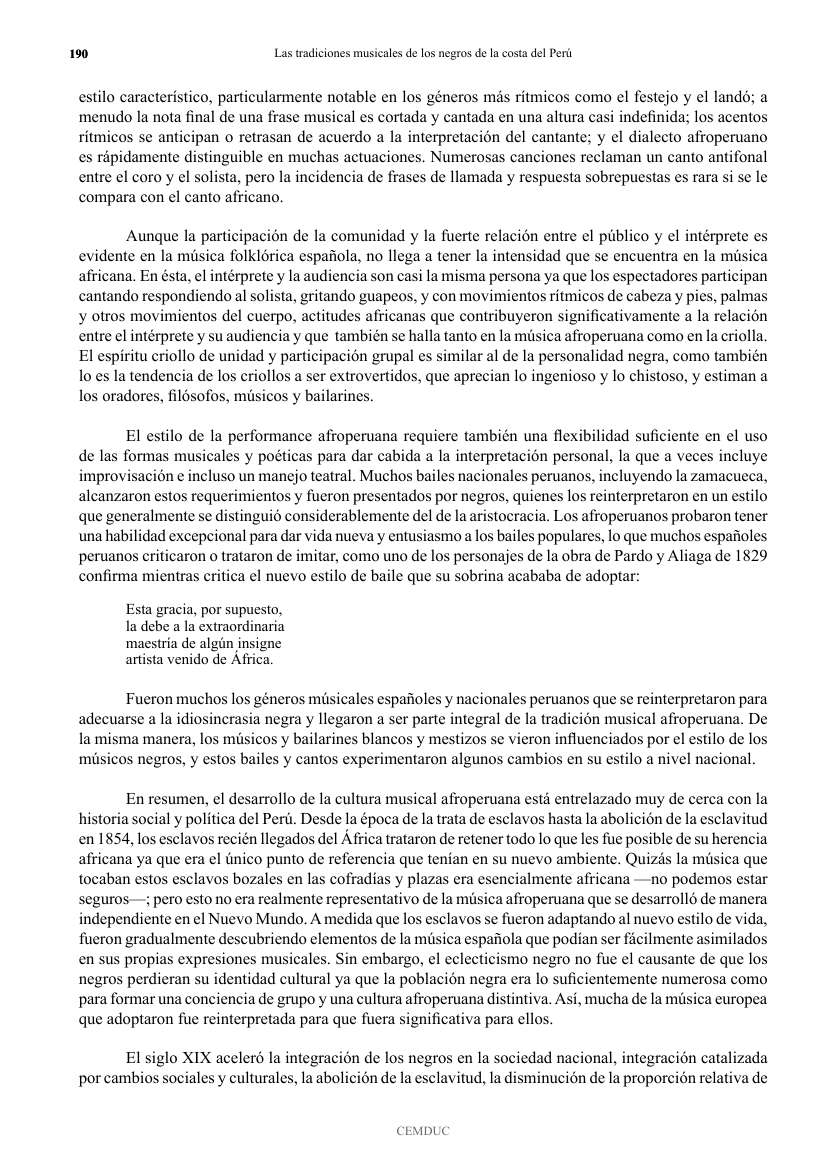 190
Las tradiciones musicales de los negros de la costa del Perú
estilo característico, particularmente notable en los géneros más rítmicos como el festejo y el landó; a
menudo la nota final de una frase musical es cortada y cantada en una altura casi indefinida; los acentos
rítmicos se anticipan o retrasan de acuerdo a la interpretación del cantante; y el dialecto afroperuano
es rápidamente distinguible en muchas actuaciones. Numerosas canciones reclaman un canto antifonal
entre el coro y el solista, pero la incidencia de frases de llamada y respuesta sobrepuestas es rara si se le
compara con el canto africano.
Aunque la participación de la comunidad y la fuerte relación entre el público y el intérprete es
evidente en la música folklórica española, no llega a tener la intensidad que se encuentra en la música
africana. En ésta, el intérprete y la audiencia son casi la misma persona ya que los espectadores participan
cantando respondiendo al solista, gritando guapeos, y con movimientos rítmicos de cabeza y pies, palmas
y otros movimientos del cuerpo, actitudes africanas que contribuyeron significativamente a la relación
entre el intérprete y su audiencia y que también se halla tanto en la música afroperuana como en la criolla.
El espíritu criollo de unidad y participación grupal es similar al de la personalidad negra, como también
lo es la tendencia de los criollos a ser extrovertidos, que aprecian lo ingenioso y lo chistoso, y estiman a
los oradores, filósofos, músicos y bailarines.
El estilo de la performance afroperuana requiere también una flexibilidad suficiente en el uso
de las formas musicales y poéticas para dar cabida a la interpretación personal, la que a veces incluye
improvisación e incluso un manejo teatral. Muchos bailes nacionales peruanos, incluyendo la zamacueca,
alcanzaron estos requerimientos y fueron presentados por negros, quienes los reinterpretaron en un estilo
que generalmente se distinguió considerablemente del de la aristocracia. Los afroperuanos probaron tener
una habilidad excepcional para dar vida nueva y entusiasmo a los bailes populares, lo que muchos españoles
peruanos criticaron o trataron de imitar, como uno de los personajes de la obra de Pardo y Aliaga de 1829
confirma mientras critica el nuevo estilo de baile que su sobrina acababa de adoptar:
Esta gracia, por supuesto,
la debe a la extraordinaria
maestría de algún insigne
artista venido de África.
Fueron muchos los géneros músicales españoles y nacionales peruanos que se reinterpretaron para
adecuarse a la idiosincrasia negra y llegaron a ser parte integral de la tradición musical afroperuana. De
la misma manera, los músicos y bailarines blancos y mestizos se vieron influenciados por el estilo de los
músicos negros, y estos bailes y cantos experimentaron algunos cambios en su estilo a nivel nacional.
En resumen, el desarrollo de la cultura musical afroperuana está entrelazado muy de cerca con la
historia social y política del Perú. Desde la época de la trata de esclavos hasta la abolición de la esclavitud
en 1854, los esclavos recién llegados del África trataron de retener todo lo que les fue posible de su herencia
africana ya que era el único punto de referencia que tenían en su nuevo ambiente. Quizás la música que
tocaban estos esclavos bozales en las cofradías y plazas era esencialmente africana —no podemos estar
seguros—; pero esto no era realmente representativo de la música afroperuana que se desarrolló de manera
independiente en el Nuevo Mundo. A medida que los esclavos se fueron adaptando al nuevo estilo de vida,
fueron gradualmente descubriendo elementos de la música española que podían ser fácilmente asimilados
en sus propias expresiones musicales. Sin embargo, el eclecticismo negro no fue el causante de que los
negros perdieran su identidad cultural ya que la población negra era lo suficientemente numerosa como
para formar una conciencia de grupo y una cultura afroperuana distintiva. Así, mucha de la música europea
que adoptaron fue reinterpretada para que fuera significativa para ellos.
El siglo XIX aceleró la integración de los negros en la sociedad nacional, integración catalizada
por cambios sociales y culturales, la abolición de la esclavitud, la disminución de la proporción relativa de
CEMDUC